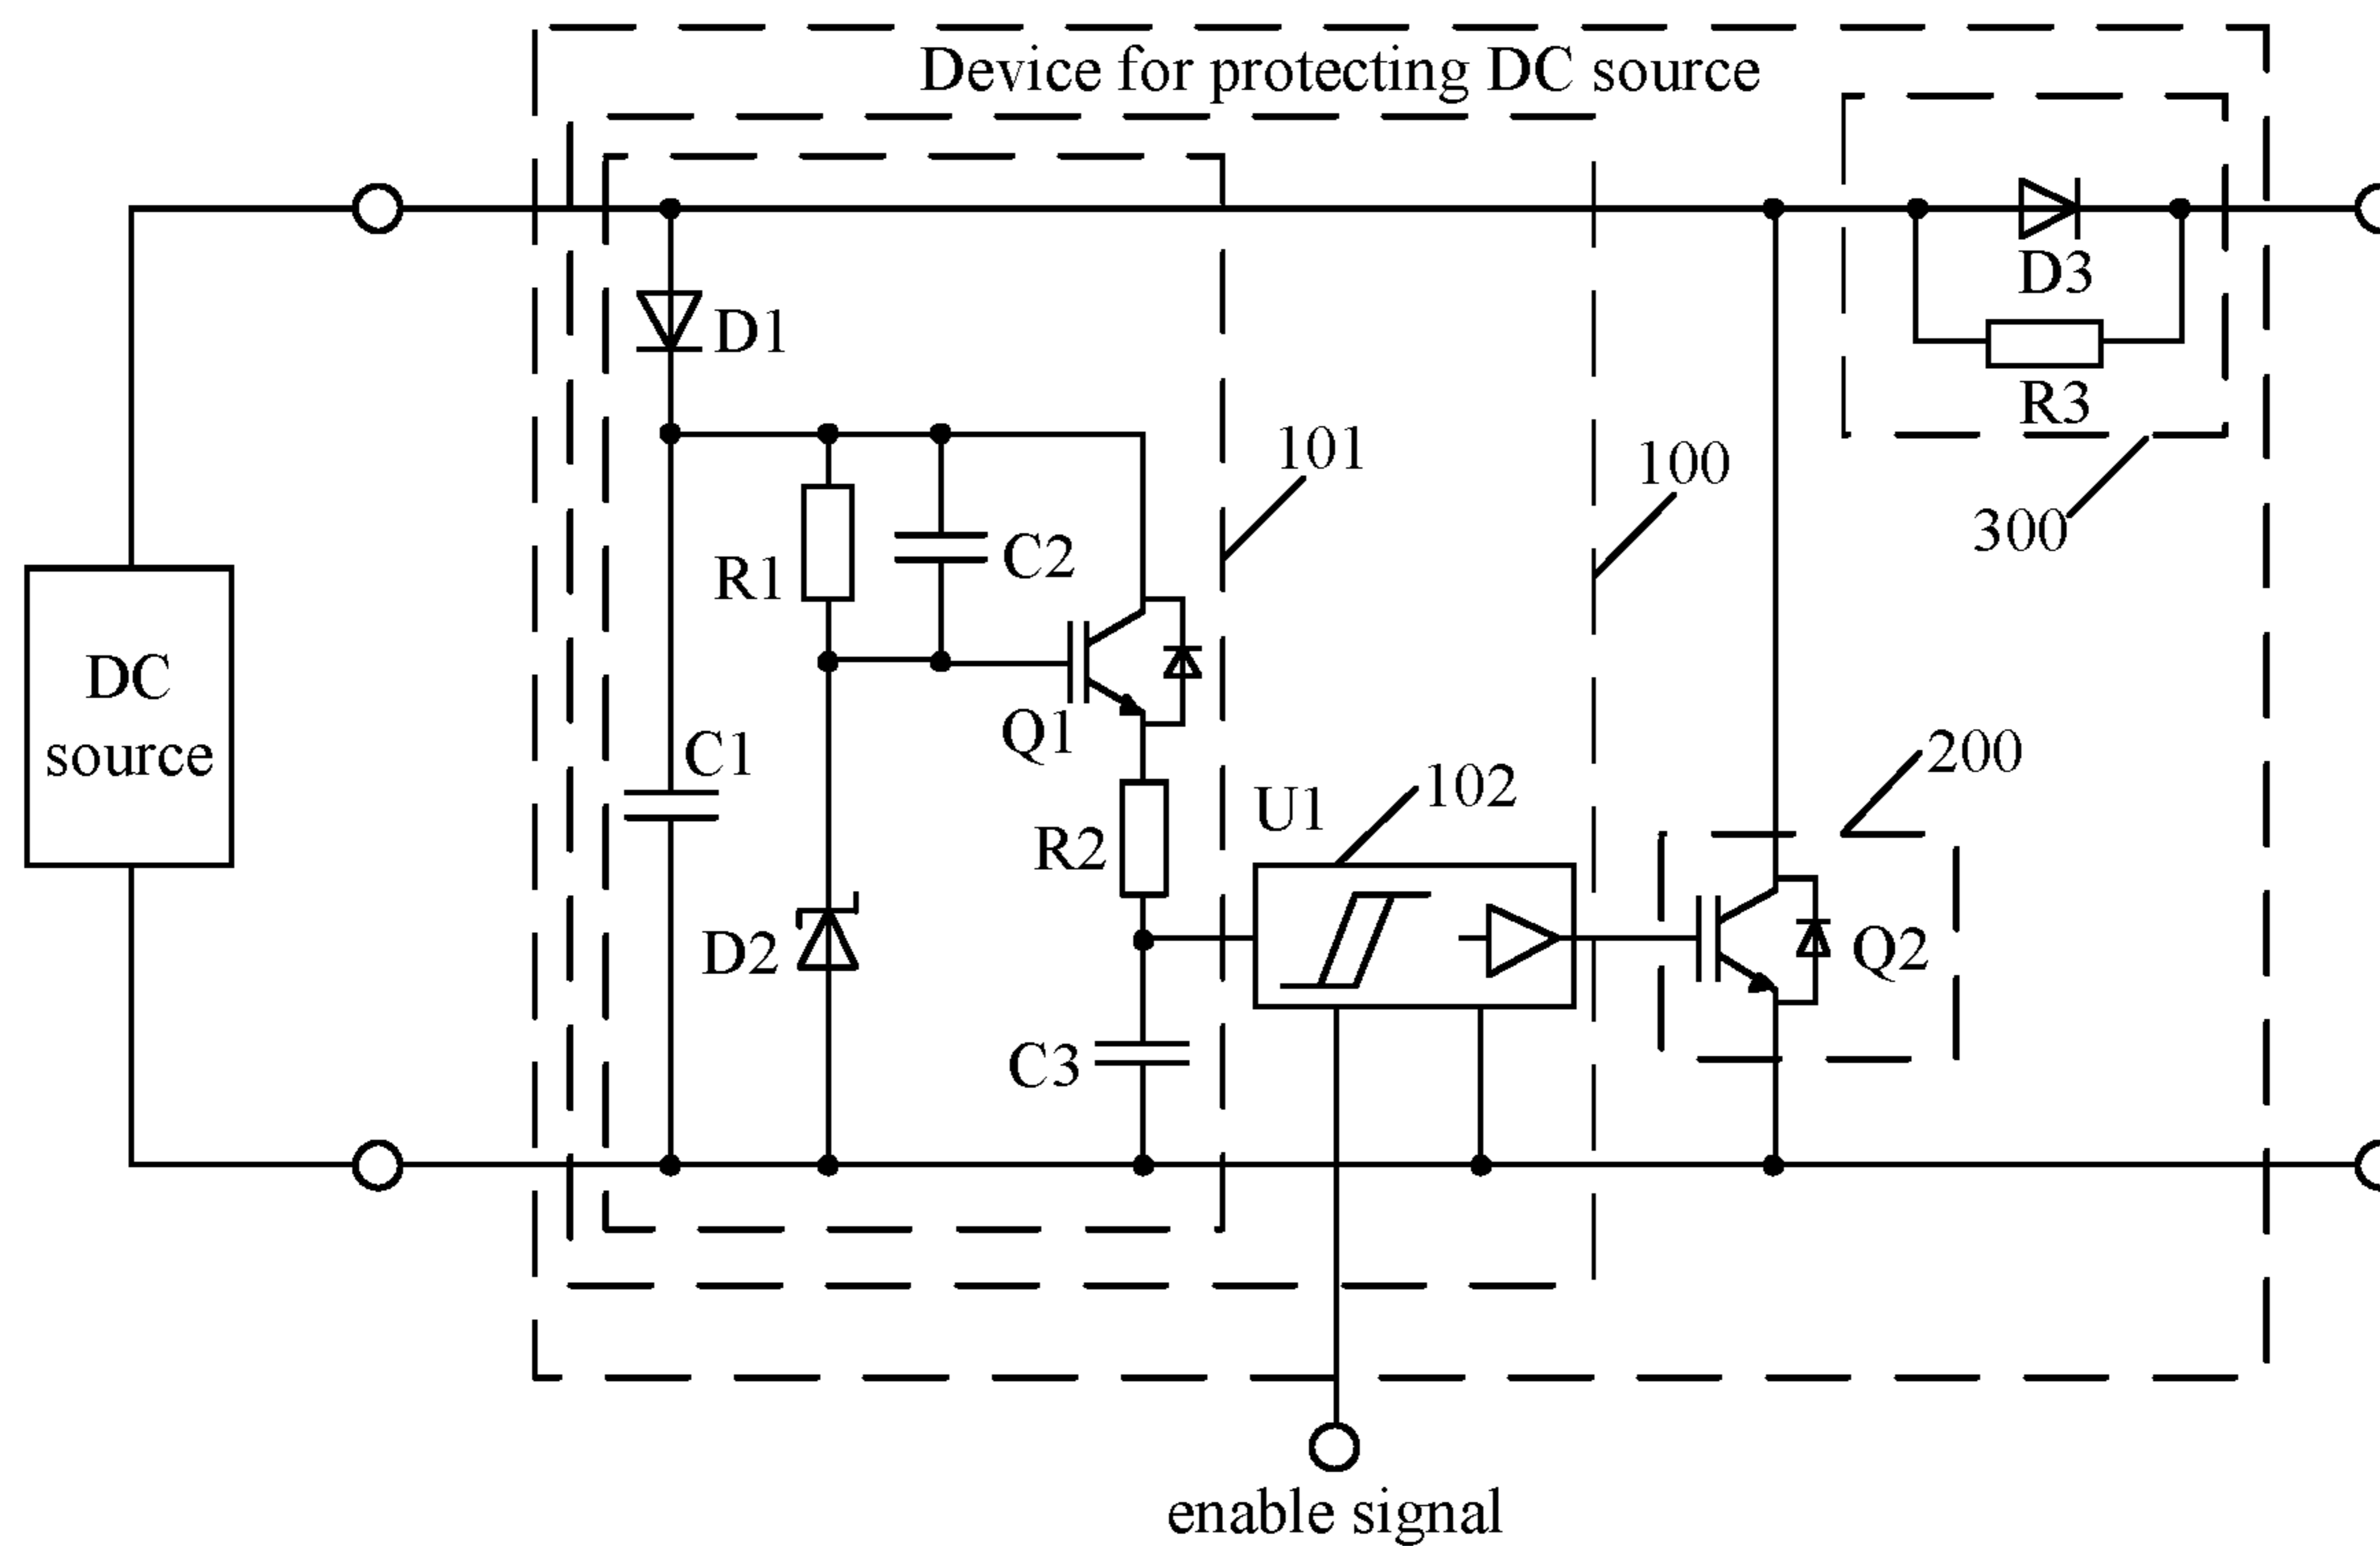 Device for protecting DC source
D1
D3
R3
101
100
300
R1
C2
DC
source
Q1
C1
200
102
U1
R2
D2
Q2
C3
enable signal